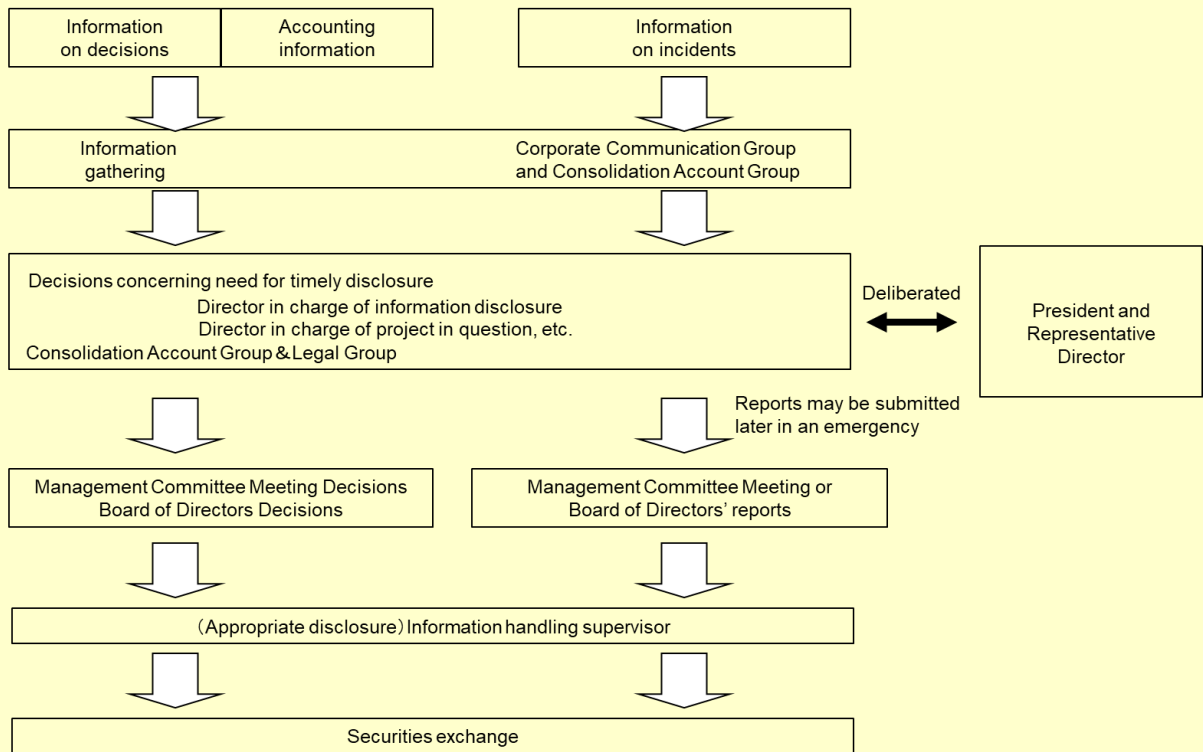 Information
on decisions
Accounting
information
Information
on incidents
Information
gathering
Corporate Communication Group
and Consolidation Account Group
Decisions concerning need for timely disclosure
Director in charge of information disclosure
Director in charge of project in question, etc.
Consolidation Account Group & Legal Group
Deliberated
President and
Representative
Director
Reports may be submitted
later in an emergency
Management Committee Meeting Decisions
Board of Directors Decisions
Management Committee Meeting or
Board of Directors’ reports
（Appropriate disclosure）Information handling supervisor
Securities exchange